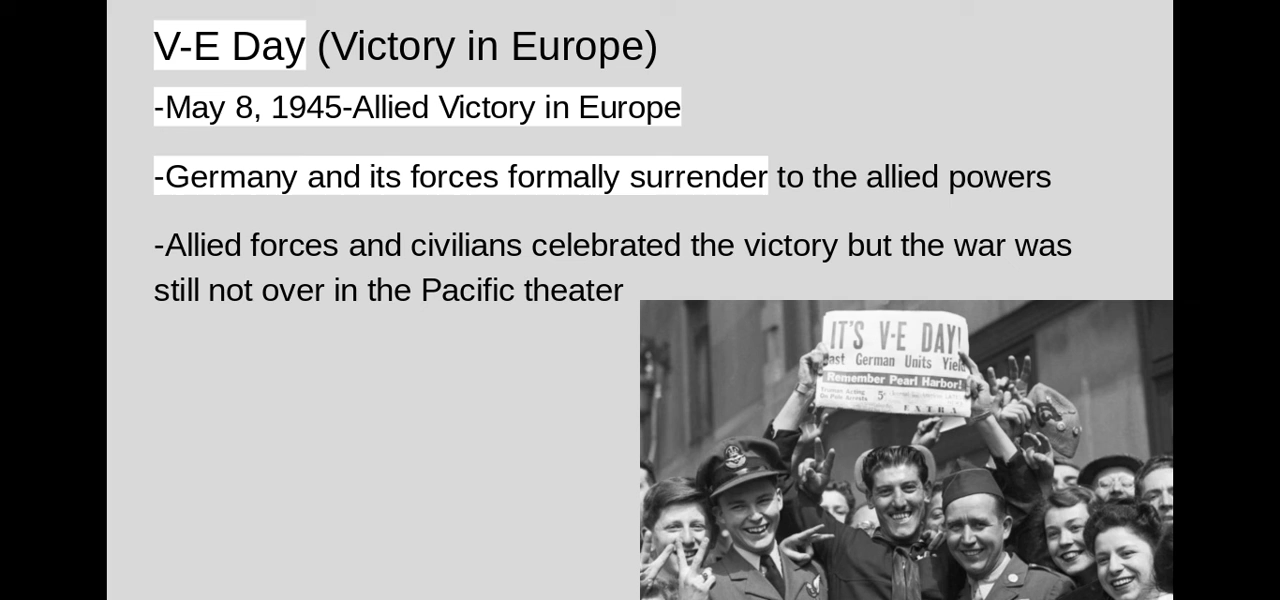 V-E Day (Victory in Europe)
-May 8, 1945-Allied Victory in Europe
-Germany and its forces formally surrender to the allied powers
-Allied forces and civilians celebrated the victory but the war was
still not over in the Pacific theater
IT'S V-E DAY!
German Units
Remember Pearl Harbor!
5¢
EXTRA